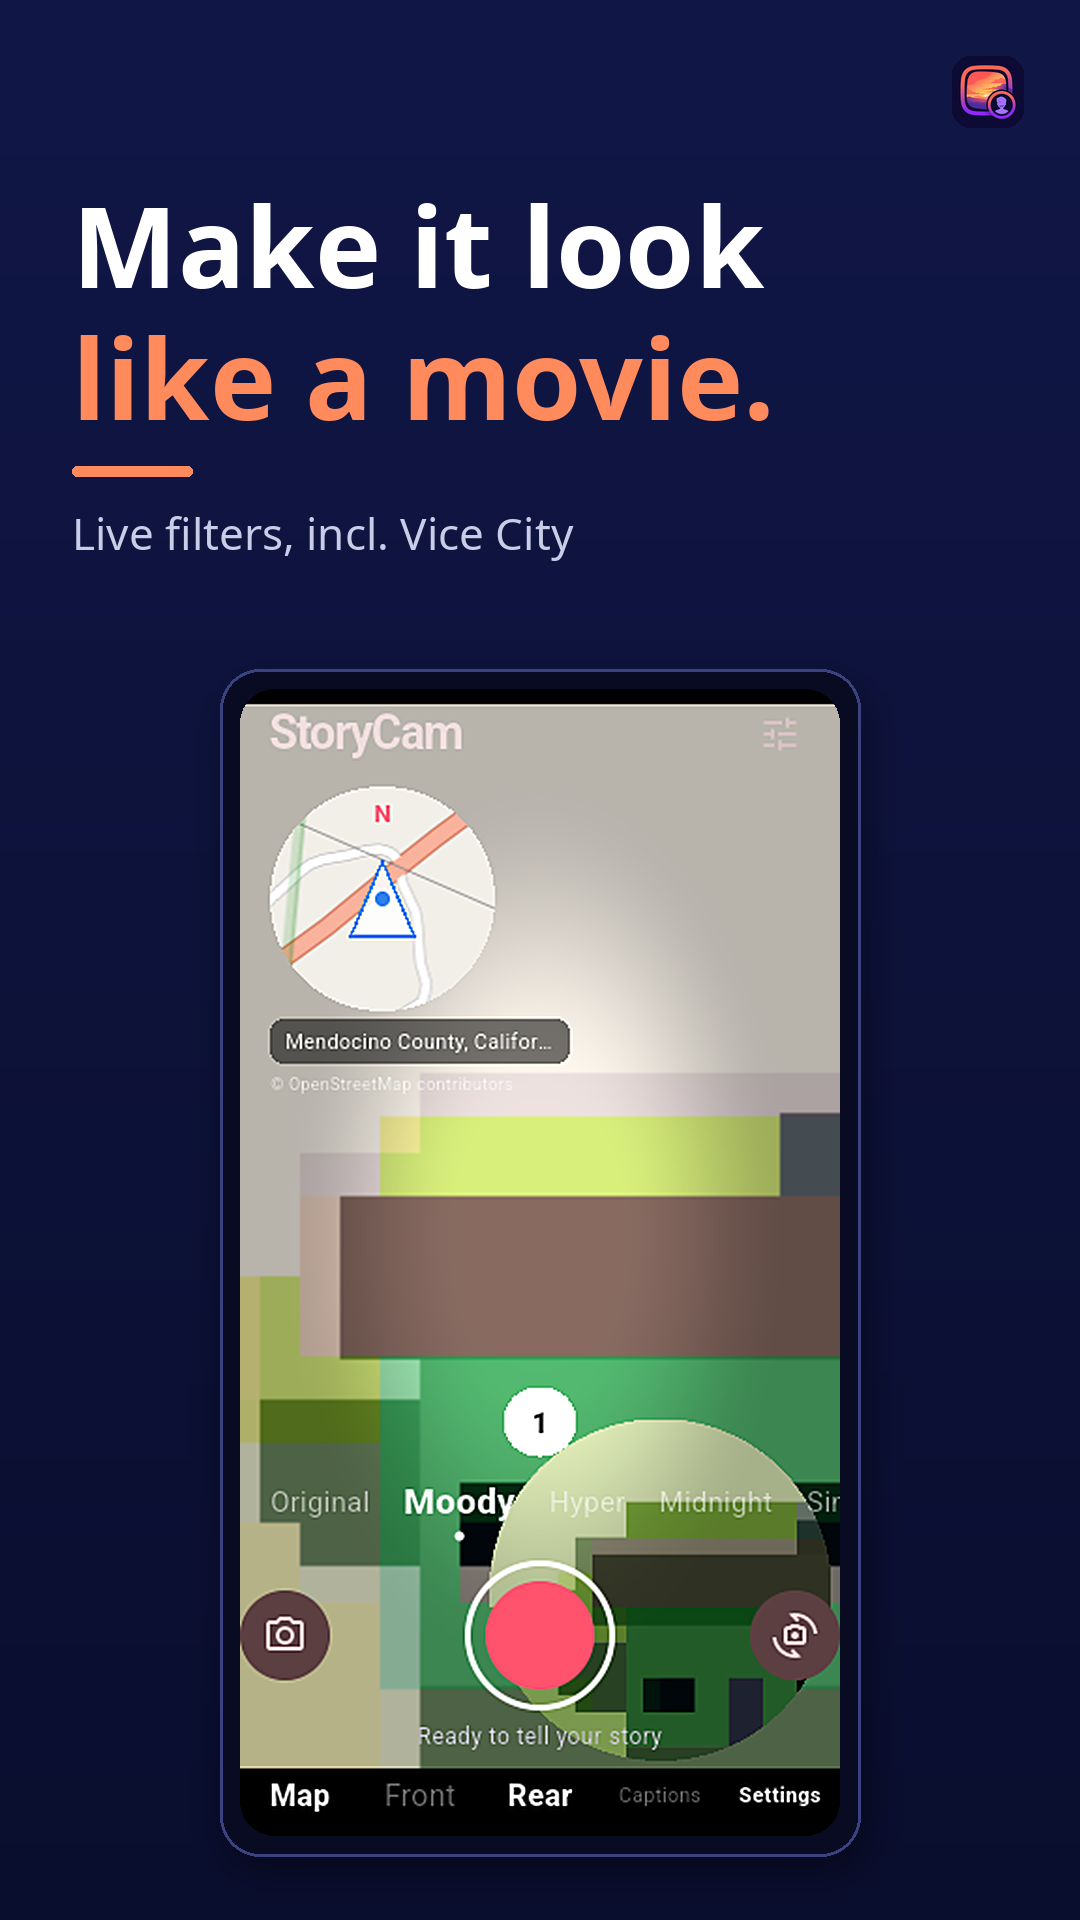 Make it look
like a movie.
Live filters, incl. Vice City
StoryCam
N
Mendocino County, Califor...
© OpenStreetMap contributors
1
Original Moody Hyper Midnight Sir
Ready to tell your story
Map Front Rear Captions Settings